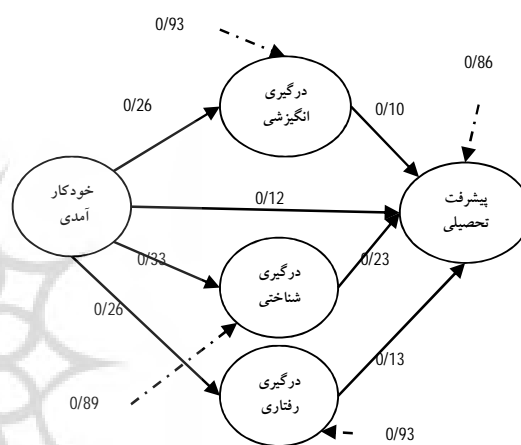 0/93
0/86
درگیری
انگیزشی
0/26
0/10
خودکار
آمدی
0/12
پیشرفت
تحصیلی
0/33
درگیری
شناختی
0/23
0/26
درگیری
رفتاری
0/13
0/89
0/93